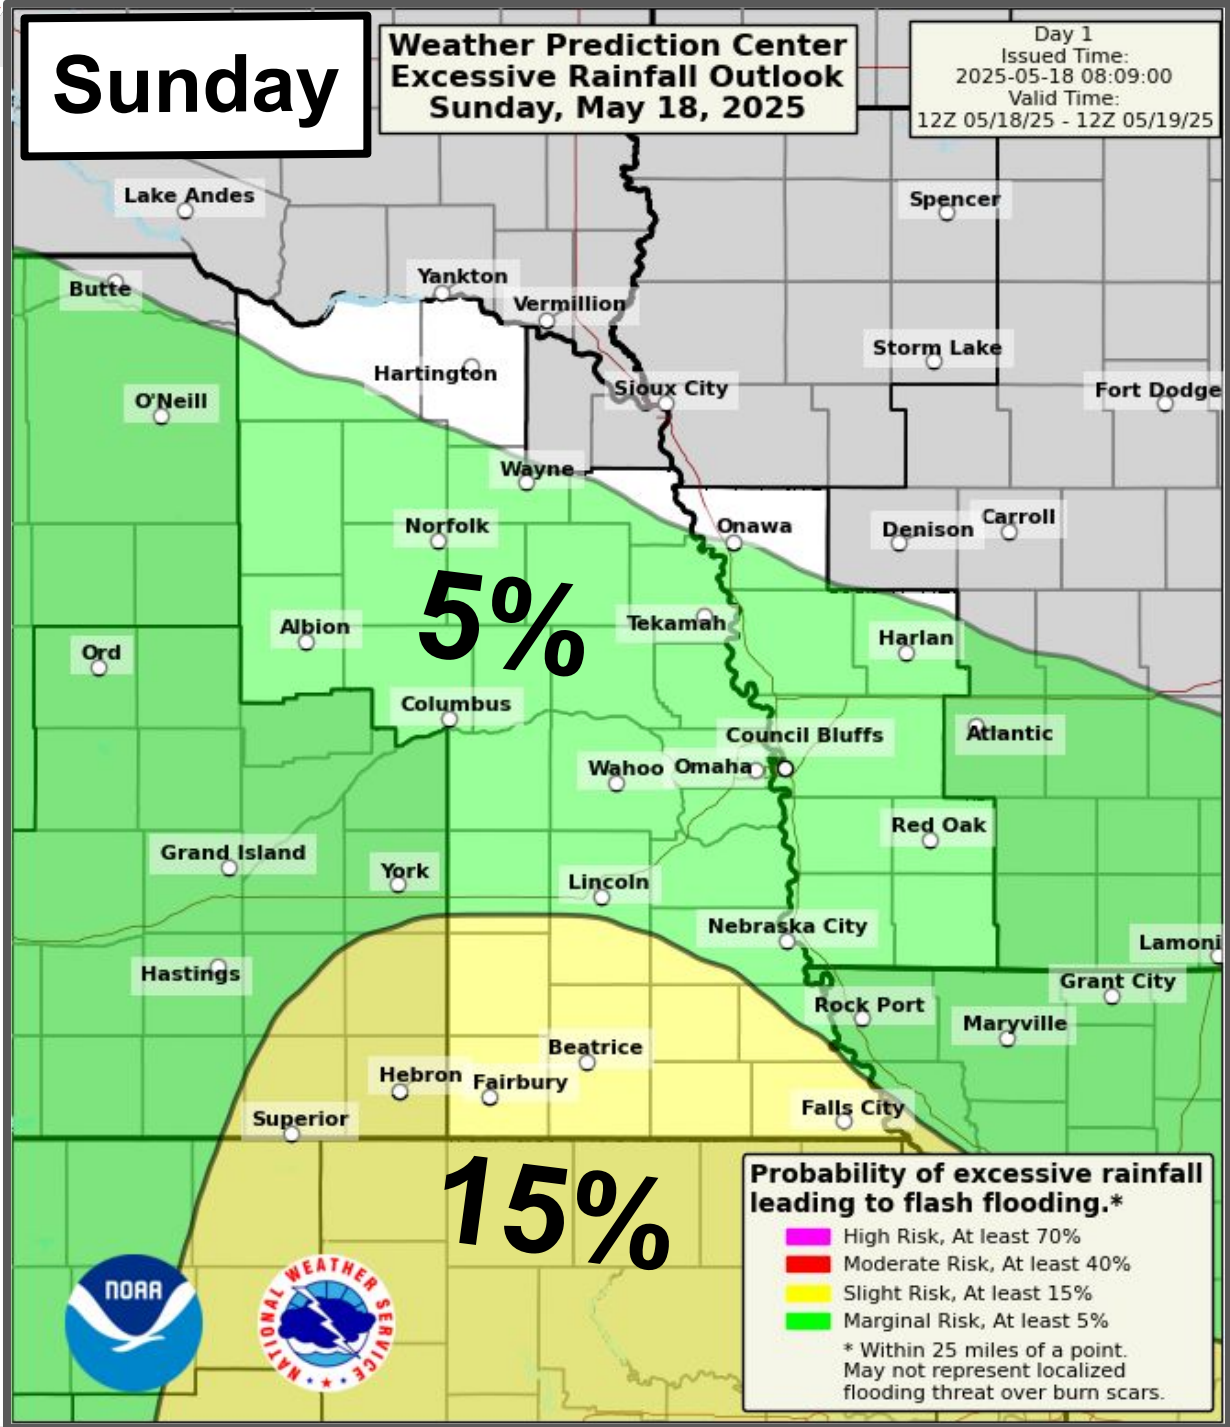 Sunday
Weather Prediction Center
Excessive Rainfall Outlook
Sunday, May 18, 2025
Day 1
Issued Time:
2025-05-18 08:09:00
Valid Time:
12Z 05/18/25 - 12Z 05/19/25
Lake Andes
Spencer
Butte
Yankton
Vermillion
Storm Lake
Hartington
Sioux City
Fort Dodge
O'Neill
Wayne
Norfolk
Onawa
Denison
Carroll
5%
Albion
Tekamah
Harlan
Ord
Columbus
Council Bluffs
Atlantic
Wahoo
Omaha
Red Oak
Grand Island
York
Lincoln
Nebraska City
Lamoni
Hastings
Grant City
Rock Port
Maryville
Beatrice
Hebron
Fairbury
Falls City
Superior
15%
Probability of excessive rainfall
leading to flash flooding.*
High Risk, At least 70%
Moderate Risk, At least 40%
Slight Risk, At least 15%
Marginal Risk, At least 5%
* Within 25 miles of a point.
May not represent localized
flooding threat over burn scars.
NOAA
NATIONAL WEATHER SERVICE